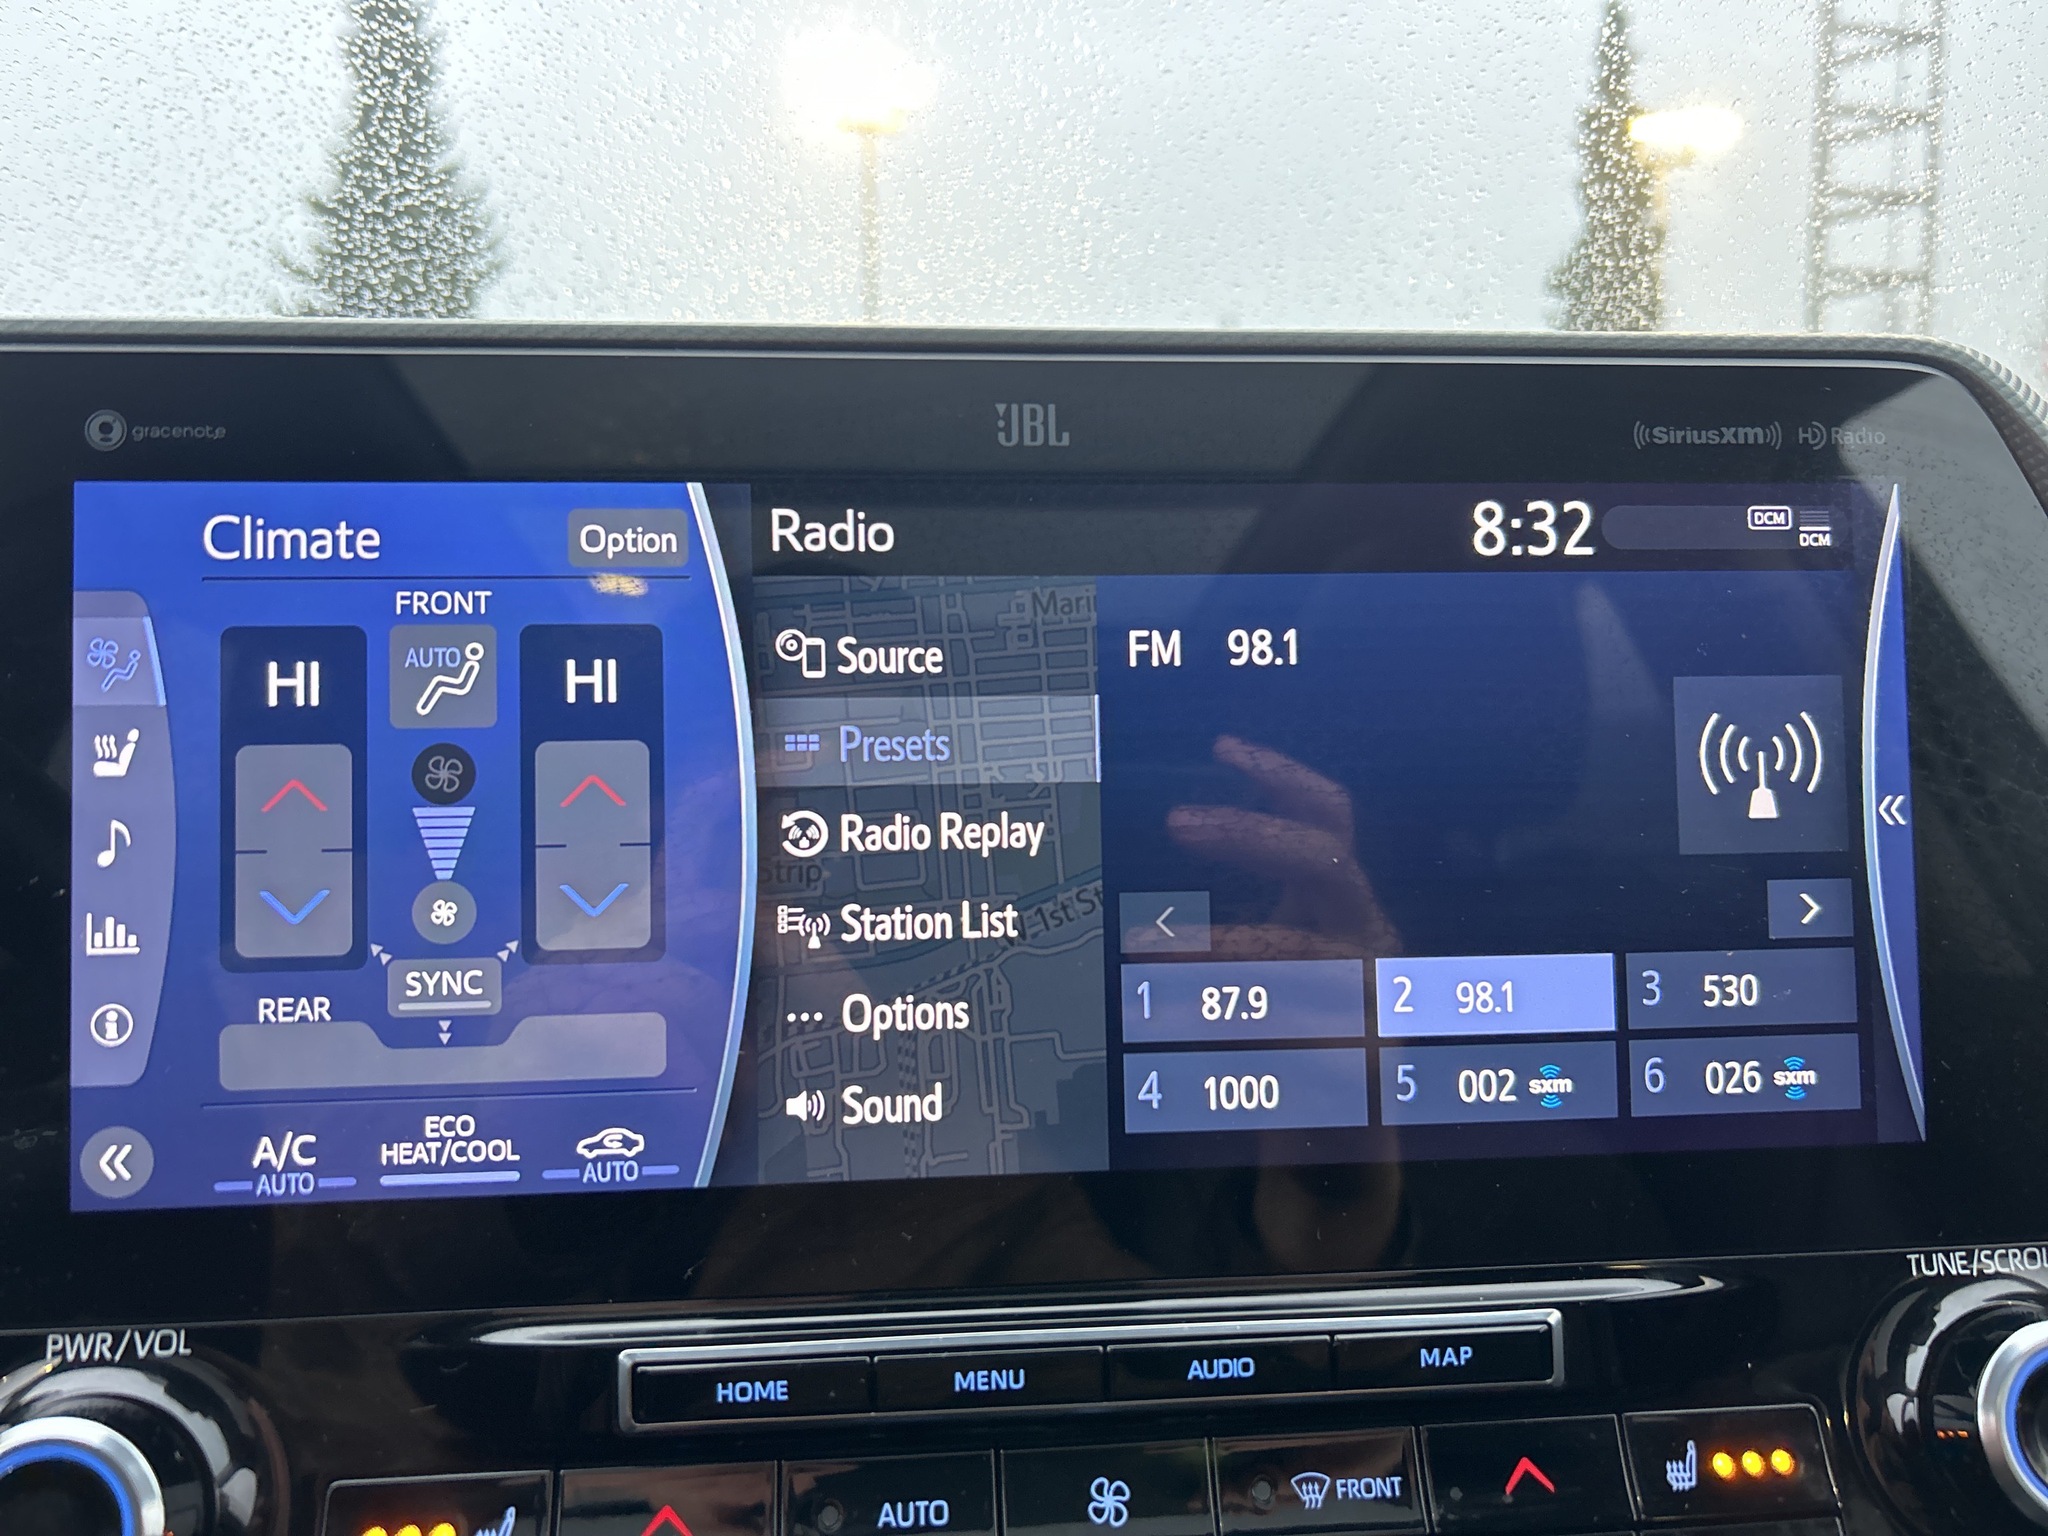 gracenote
JBL
SiriusXM HD Radio
Climate
Option
FRONT
HI
AUTO
HI
SYNC
REAR
A/C
AUTO
ECO
HEAT/COOL
AUTO
Radio
8:32
DCM
DCM
Source
Presets
Radio Replay
Station List
Options
Sound
Strip
W 1st St
FM 98.1
1 87.9
2 98.1
3 530
4 1000
5 002 sxm
6 026 sxm
PWR/VOL
TUNE/SCROL
HOME
MENU
AUDIO
MAP
AUTO
FRONT